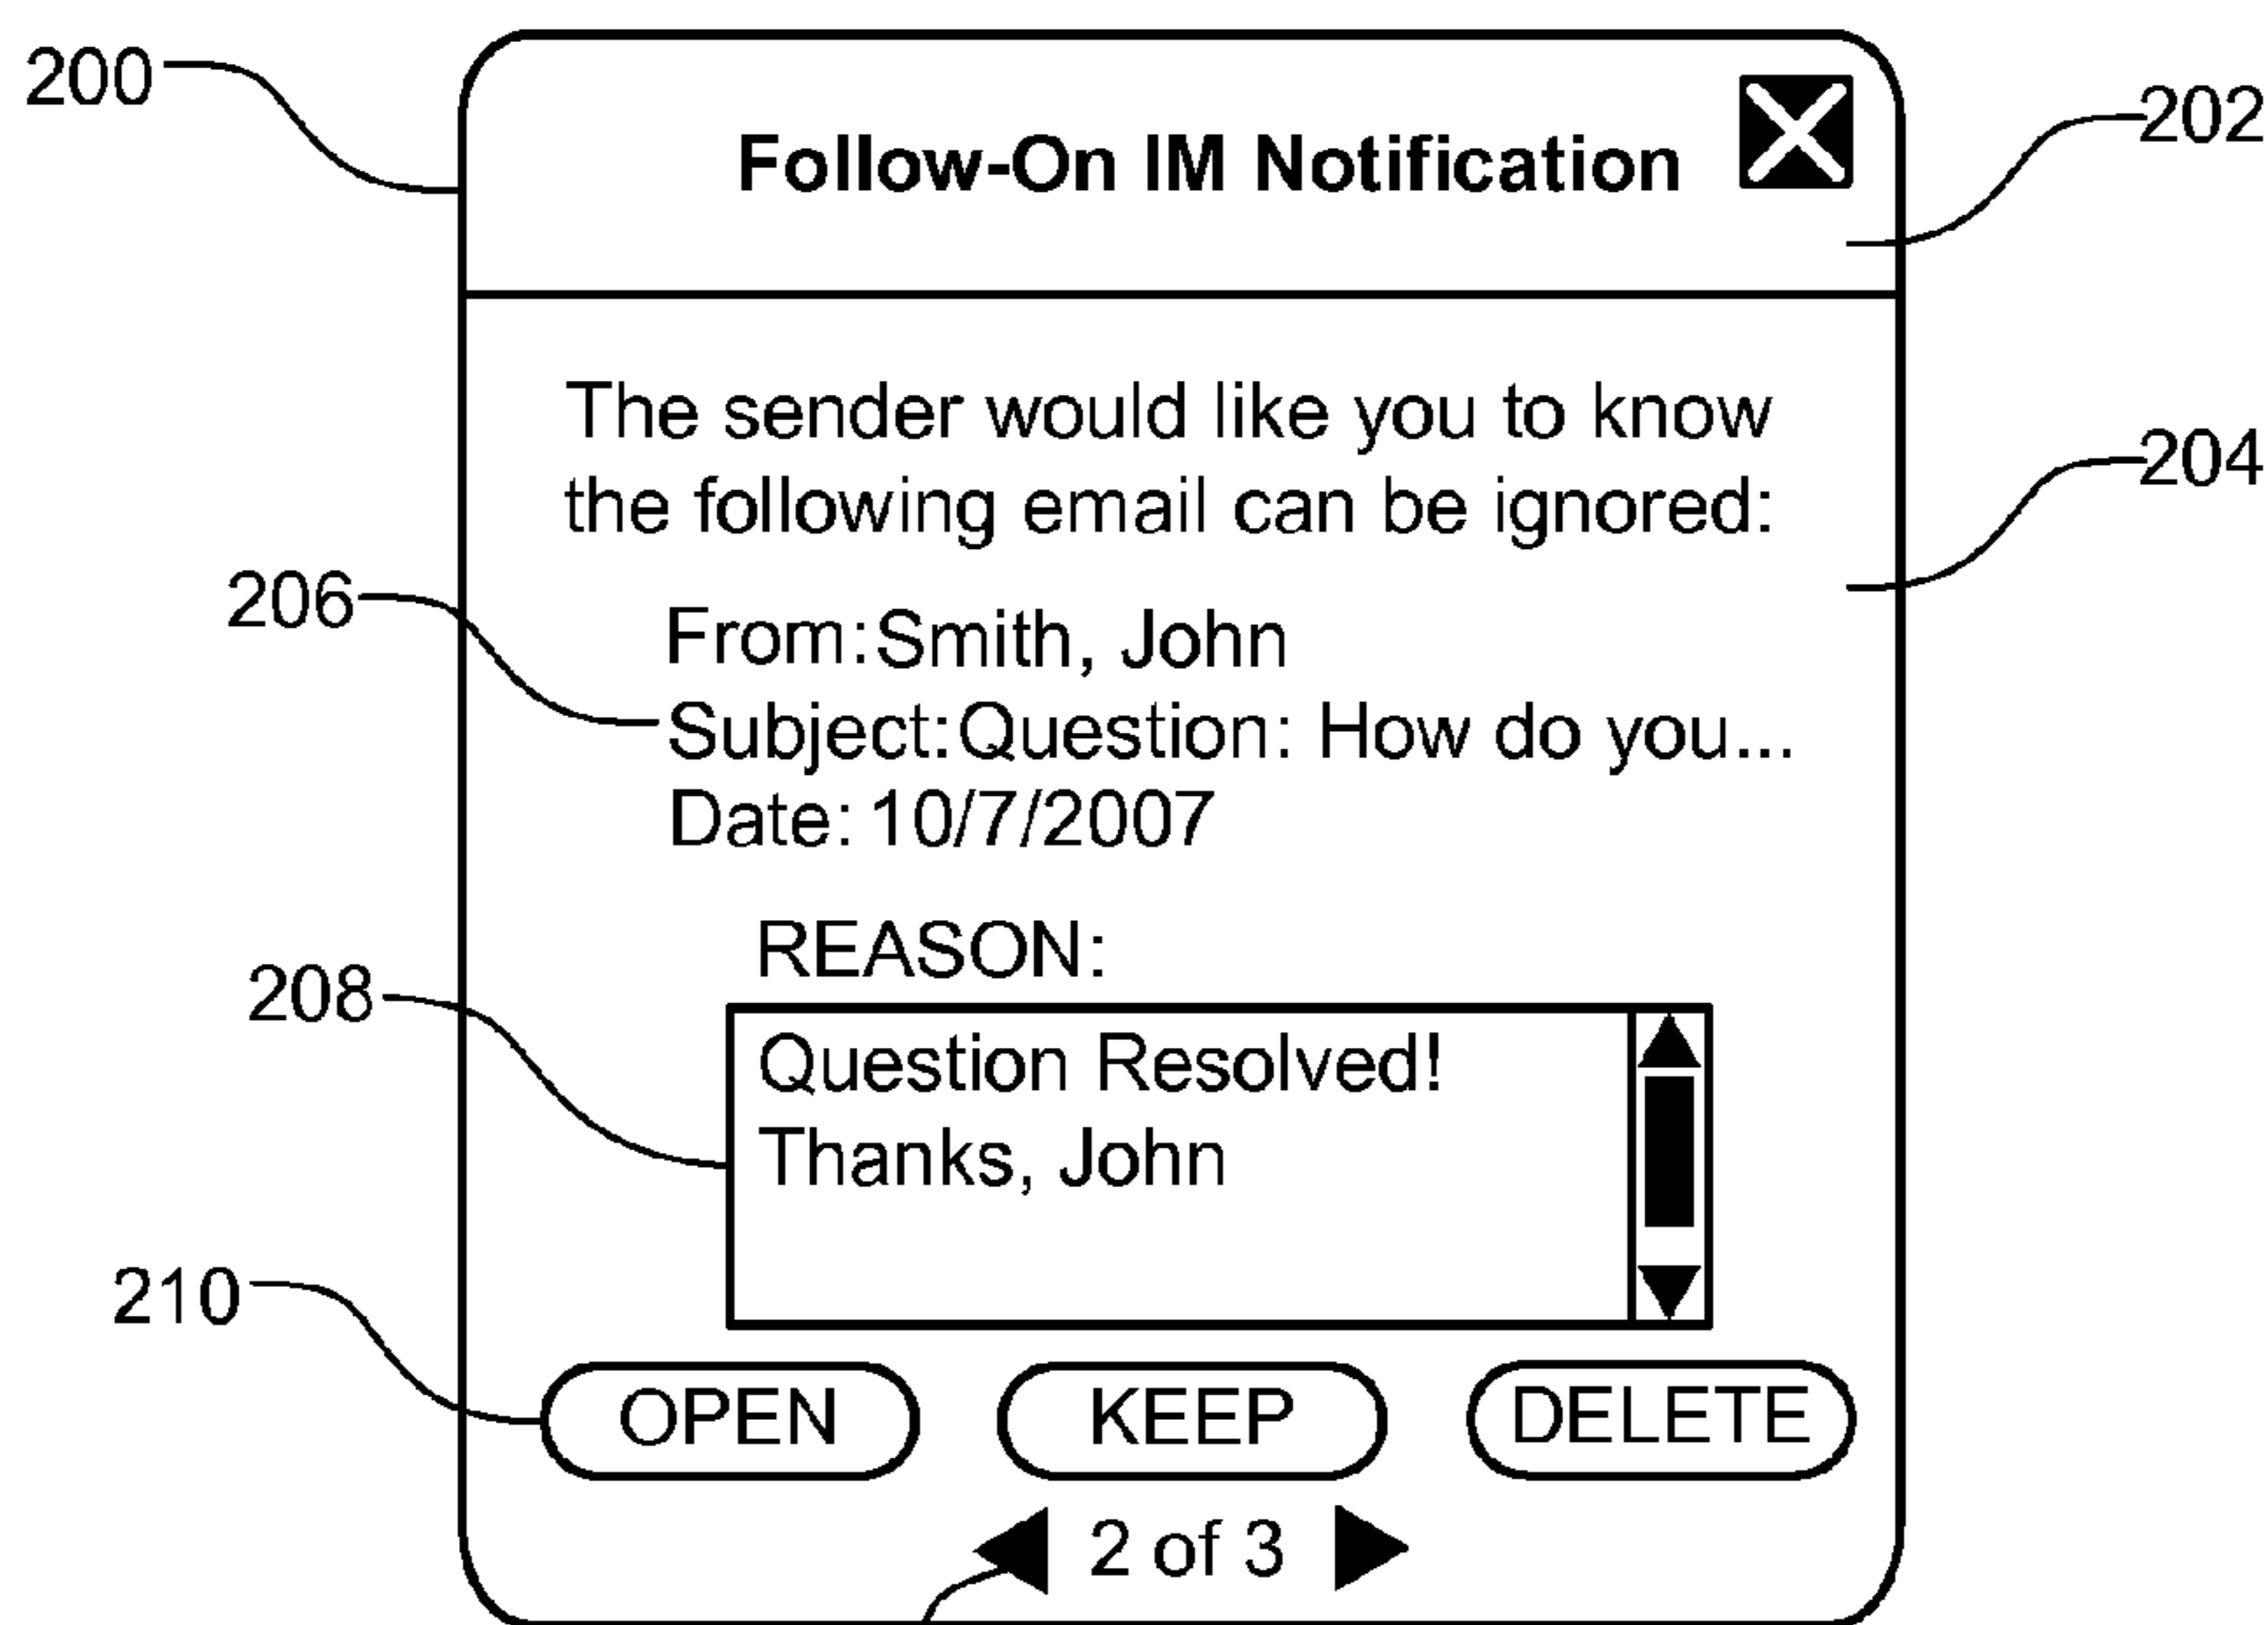 200
202
Follow-On IM Notification
The sender would like you to know
204
the following email can be ignored:
206
From:Smith, John
Subject:Question: How do you...
Date: 10/7/2007
REASON:
208
Question Resolved!
Thanks, John
210
OPEN KEEP DELETE
2 of 3